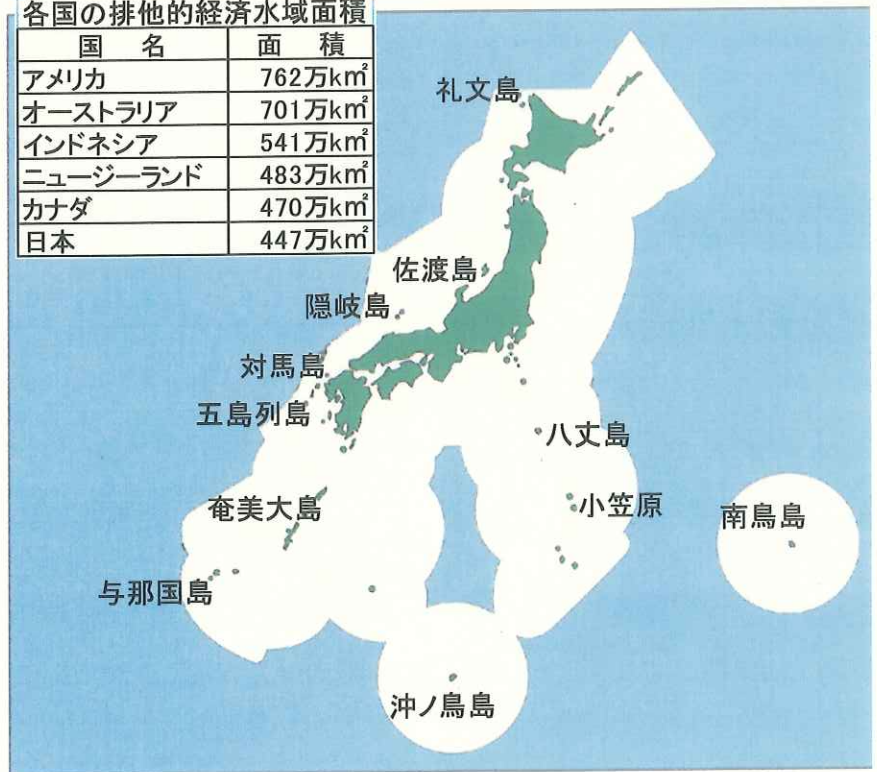 各国の排他的経済水域面積
国 名 面 積
アメリカ 762万k㎡
オーストラリア 701万k㎡
インドネシア 541万k㎡
ニュージーランド 483万k㎡
カナダ 470万k㎡
日本 447万k㎡
礼文島
佐渡島
隠岐島
対馬島
五島列島
八丈島
奄美大島
小笠原
南鳥島
与那国島
沖ノ鳥島